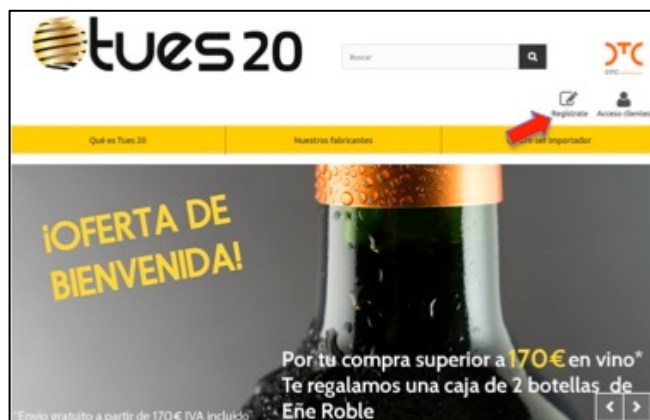 tues 20
Buscar
DTC
Regístrate
Acceso clientes
Qué es Tues 20
Nuestros fabricantes
ser importador
¡OFERTA DE
BIENVENIDA!
Por tu compra superior a 170€ en vino*
Te regalamos una caja de 2 botellas de
Eñe Roble
*Envío gratuito a partir de 170€ IVA incluido